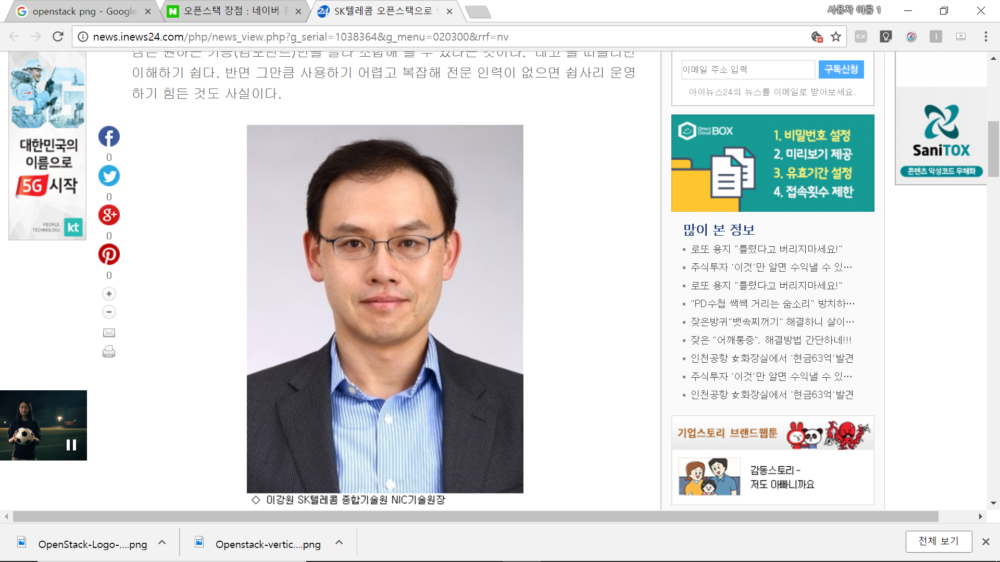 openstack png - Google
오픈스택 장점 : 네이버
SK텔레콤 오픈스택으로
사용자 이름 1
news.inews24.com/php/news_view.php?g_serial=1038364&g_menu=020300&rrf=nv
이해하기 쉽다. 반면 그만큼 사용하기 어렵고 복잡해 전문 인력이 없으면 쉽사리 운영
하기 힘든 것도 사실이다.
5G
대한민국의
이름으로
5G 시작
PEOPLE.
TECHNOLOGY.
kt
0
0
0
0
◇ 이강원 SK텔레콤 종합기술원 NIC기술원장
이메일 주소 입력
구독신청
아이뉴스24의 뉴스를 이메일로 받아보세요.
Direct
Cloud BOX
1. 비밀번호 설정
2. 미리보기 제공
3. 유효기간 설정
4. 접속횟수 제한
많이 본 정보
로또 용지 "틀렸다고 버리지마세요!"
주식투자 '이것'만 알면 수익낼 수 있…
로또 용지 "틀렸다고 버리지마세요!"
"PD수첩 쌕쌕 거리는 숨소리" 방치하…
잦은방귀"뱃속찌꺼기" 해결하니 살이…
잦은 "어깨통증", 해결방법 간단하네!!!
인천공항 女화장실에서 '현금63억'발견
주식투자 '이것'만 알면 수익낼 수 있…
인천공항 女화장실에서 '현금63억'발견
기업스토리 브랜드웹툰
감동스토리 -
저도 아빠니까요
SaniTOX
콘텐츠 악성코드 무해화
OpenStack-Logo-....png
Openstack-vertic....png
전체 보기